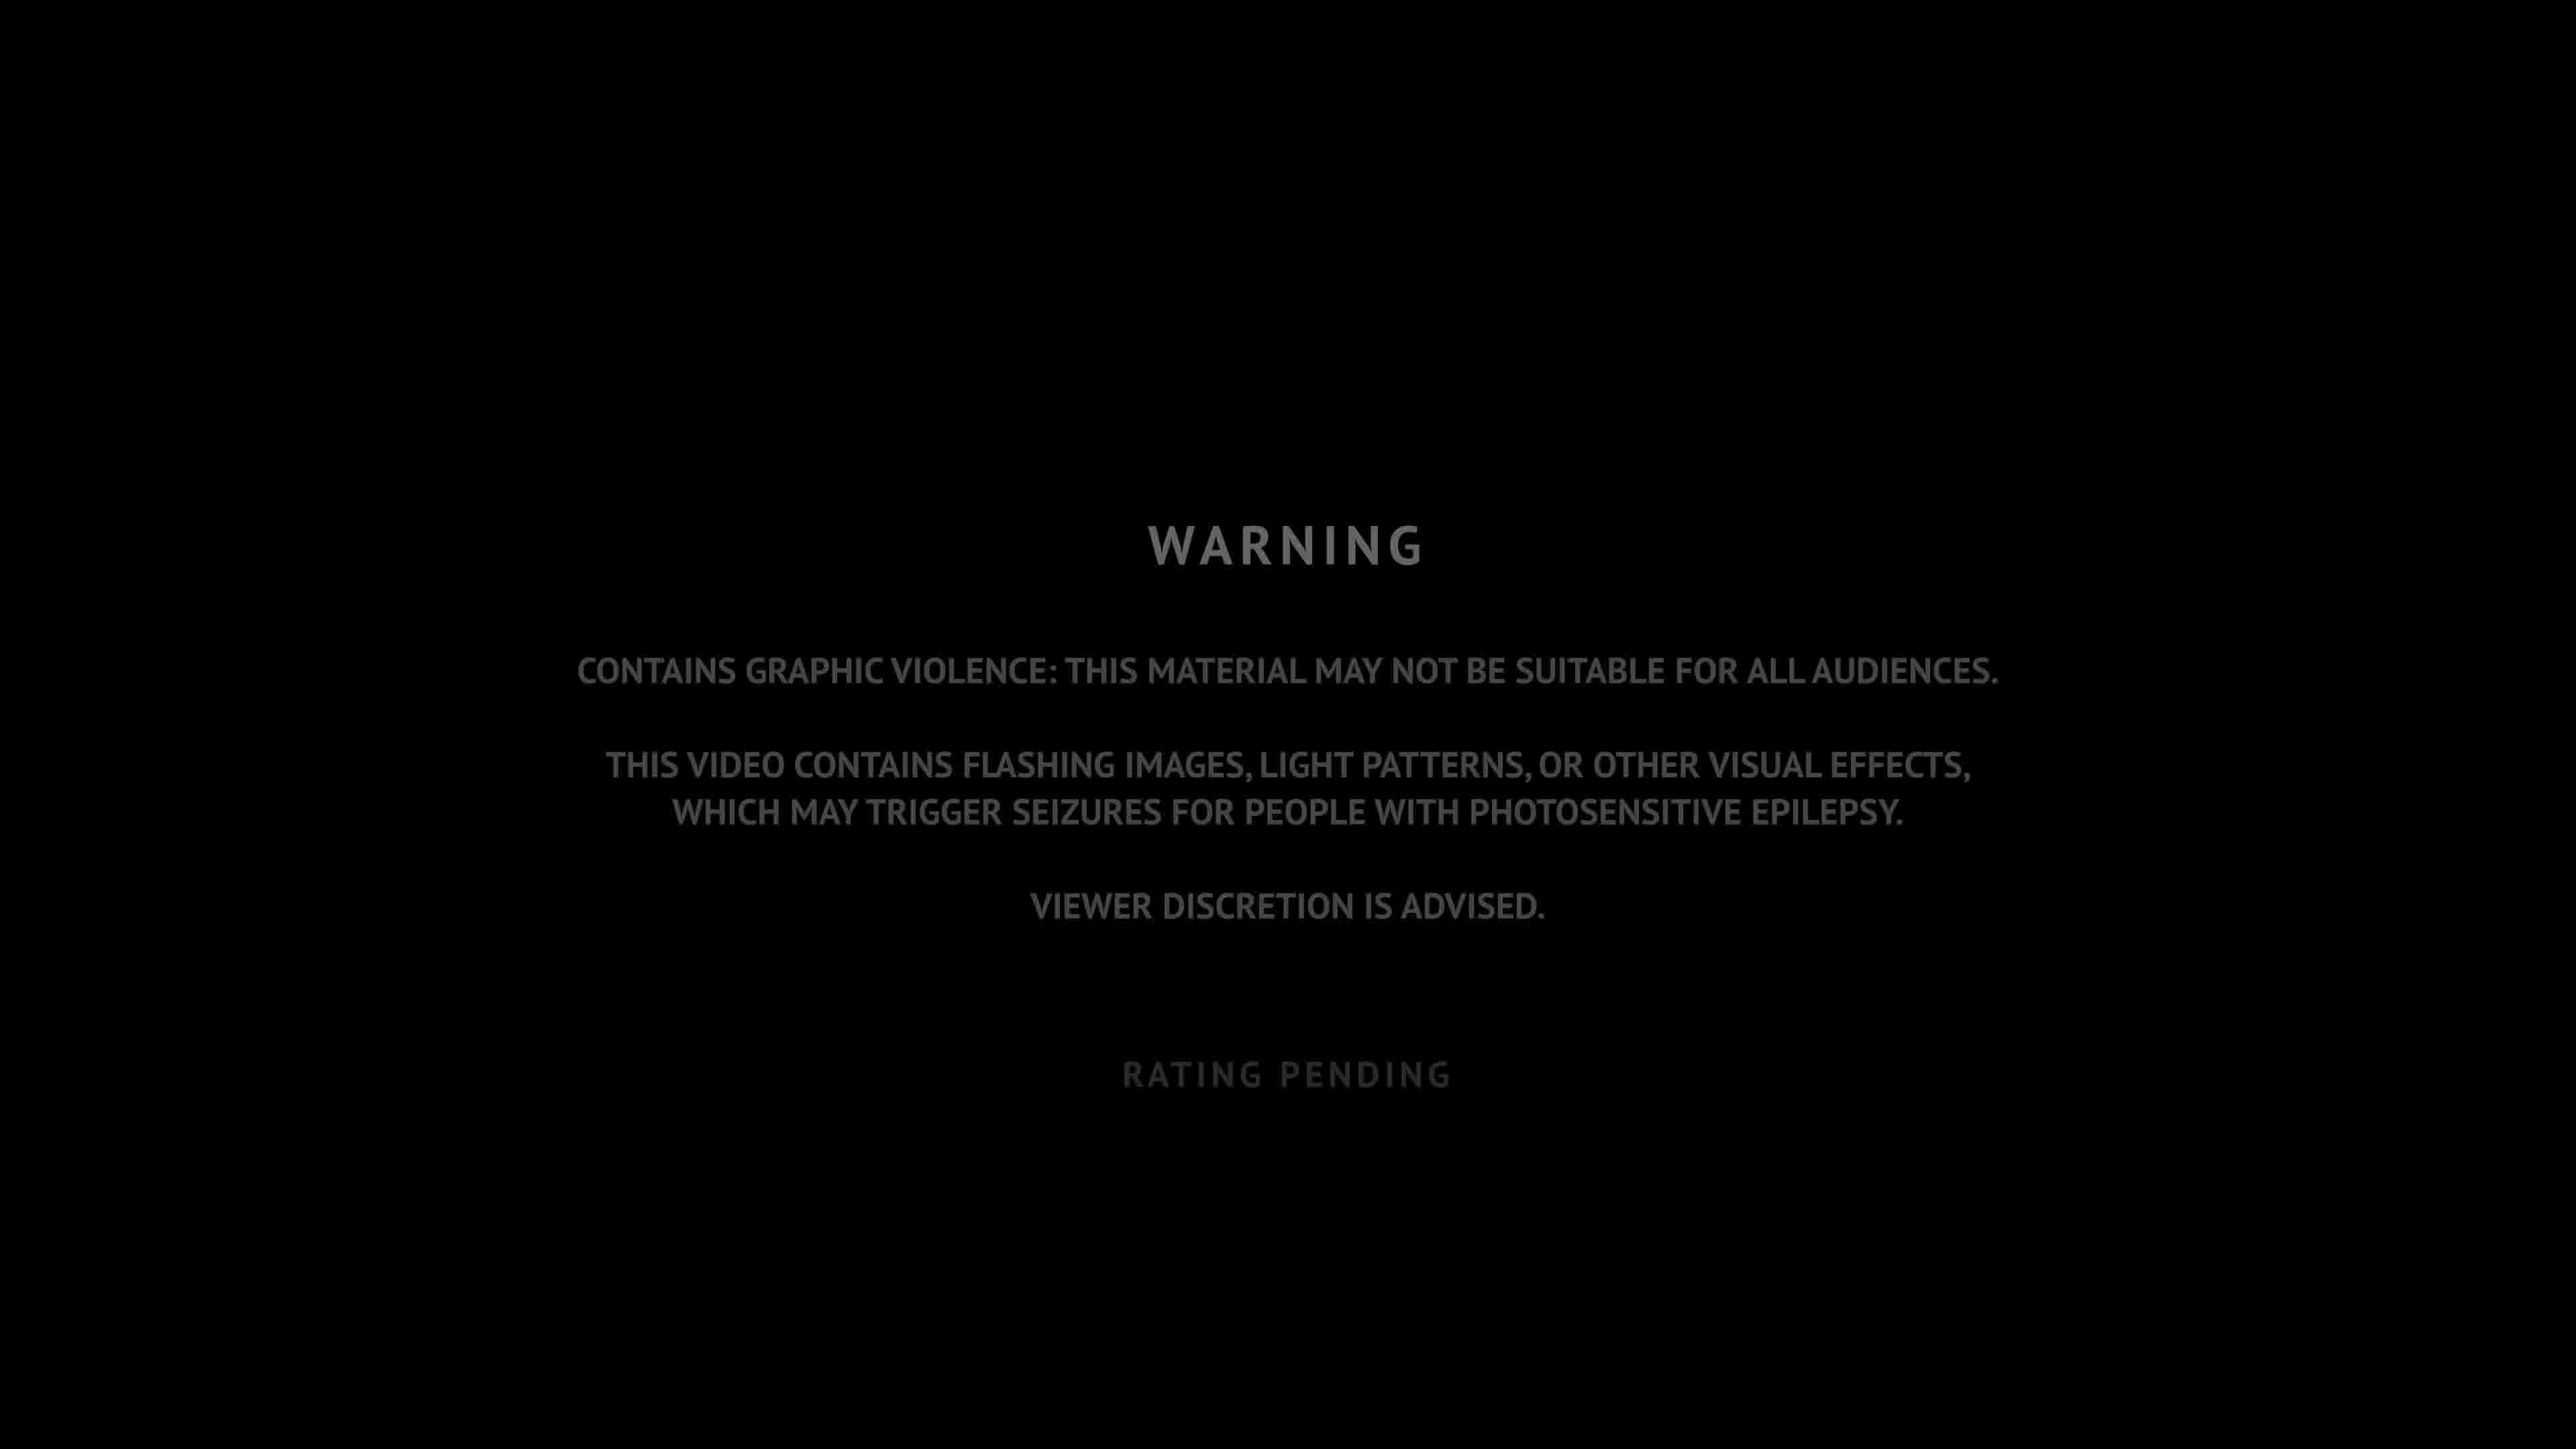 WARNING
CONTAINS GRAPHIC VIOLENCE: THIS MATERIAL MAY NOT BE SUITABLE FOR ALL AUDIENCES.
THIS VIDEO CONTAINS FLASHING IMAGES, LIGHT PATTERNS, OR OTHER VISUAL EFFECTS,
WHICH MAY TRIGGER SEIZURES FOR PEOPLE WITH PHOTOSENSITIVE EPILEPSY.
VIEWER DISCRETION IS ADVISED.
RATING PENDING